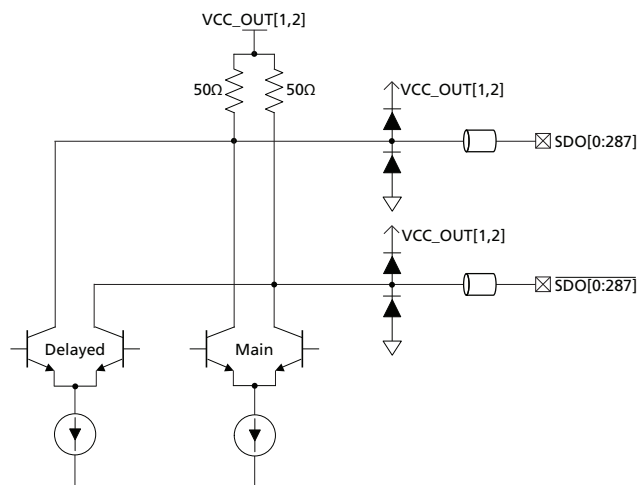 VCC_OUT[1,2]
50Ω
50Ω
VCC_OUT[1,2]
SDO[0:287]
VCC_OUT[1,2]
SDO[0:287]
Delayed
Main